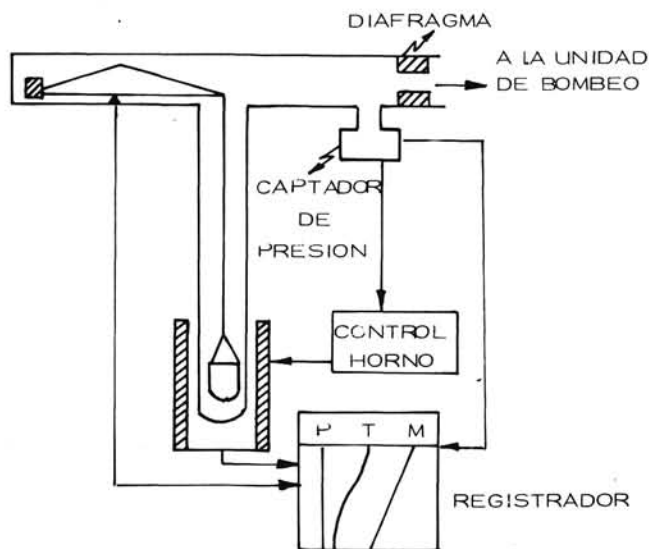 DIAFRAGMA
A LA UNIDAD
DE BOMBEO
CAPTADOR
DE
PRESION
CONTROL
HORNO
P T M
REGISTRADOR